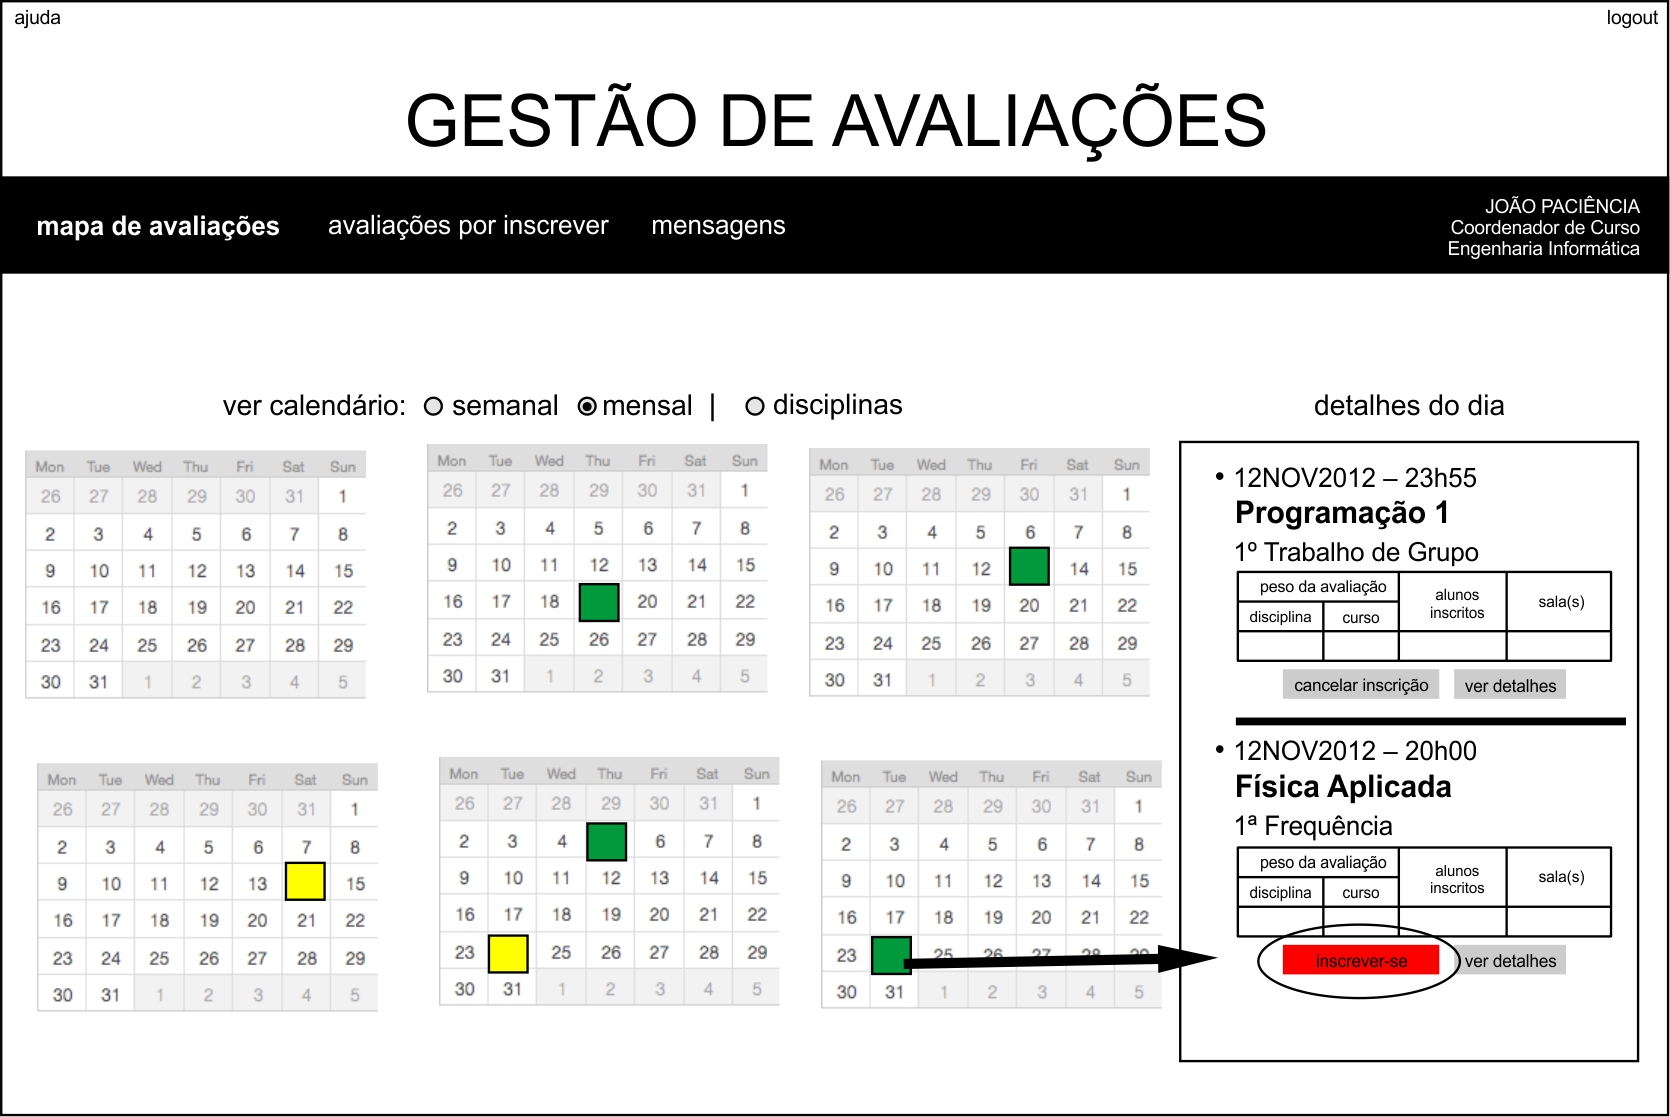 ajuda
logout
GESTÃO DE AVALIAÇÕES
mapa de avaliações avaliações por inscrever mensagens
JOÃO PACIÊNCIA
Coordenador de Curso
Engenharia Informática
ver calendário: semanal mensal | disciplinas
Mon Tue Wed Thu Fri Sat Sun
26 27 28 29 30 31 1
2 3 4 5 6 7 8
9 10 11 12 13 14 15
16 17 18 19 20 21 22
23 24 25 26 27 28 29
30 31 1 2 3 4 5
Mon Tue Wed Thu Fri Sat Sun
26 27 28 29 30 31 1
2 3 4 5 6 7 8
9 10 11 12 13 14 15
16 17 18 20 21 22
23 24 25 26 27 28 29
30 31 1 2 3 4 5
Mon Tue Wed Thu Fri Sat Sun
26 27 28 29 30 31 1
2 3 4 5 6 7 8
9 10 11 12 14 15
16 17 18 19 20 21 22
23 24 25 26 27 28 29
30 31 1 2 3 4 5
Mon Tue Wed Thu Fri Sat Sun
26 27 28 29 30 31 1
2 3 4 5 6 7 8
9 10 11 12 13 15
16 17 18 19 20 21 22
23 24 25 26 27 28 29
30 31 1 2 3 4 5
Mon Tue Wed Thu Fri Sat Sun
26 27 28 29 30 31 1
2 3 4 6 7 8
9 10 11 12 13 14 15
16 17 18 19 20 21 22
23 25 26 27 28 29
30 31 1 2 3 4 5
Mon Tue Wed Thu Fri Sat Sun
26 27 28 29 30 31 1
2 3 4 5 6 7 8
9 10 11 12 13 14 15
16 17 18 19 20 21 22
23 25 26 27 28 29
30 31 1 2 3 4 5
detalhes do dia
• 12NOV2012 – 23h55
Programação 1
1º Trabalho de Grupo
peso da avaliação
disciplina curso
alunos
inscritos
sala(s)
cancelar inscrição ver detalhes
• 12NOV2012 – 20h00
Física Aplicada
1ª Frequência
peso da avaliação
disciplina curso
alunos
inscritos
sala(s)
inscrever-se ver detalhes